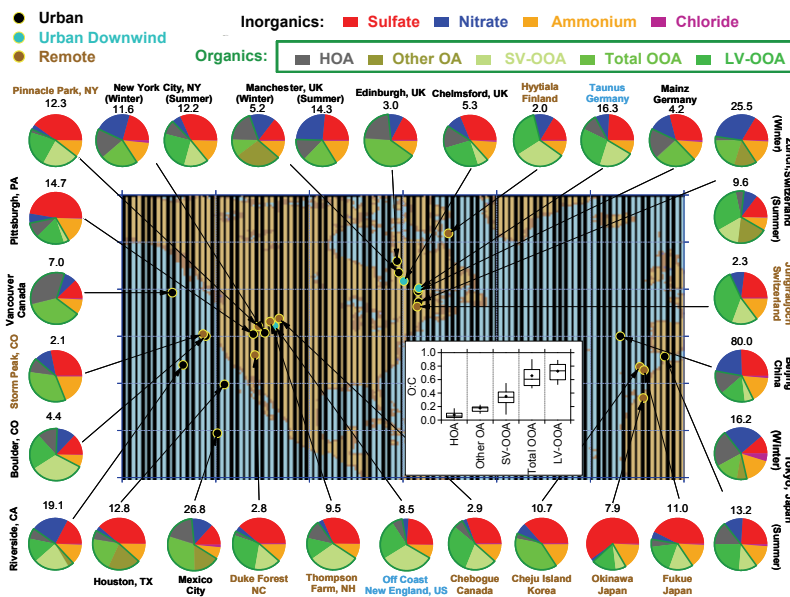 Urban
Urban Downwind
Remote
Inorganics: Sulfate Nitrate Ammonium Chloride
Organics: HOA Other OA SV-OOA Total OOA LV-OOA
Pinnacle Park, NY
12.3
New York City, NY
(Winter) (Summer)
11.6 12.2
Manchester, UK
(Winter) (Summer)
5.2 14.3
Edinburgh, UK
3.0
Chelmsford, UK
5.3
Hyytiala
Finland
2.0
Taunus
Germany
16.3
Mainz
Germany
4.2
25.5
(Winter)
Switzerland
9.6
(Summer)
2.3
Jungfraujoch
Switzerland
80.0
Beijing
China
16.2
(Winter)
Tokyo, Japan
13.2
(Summer)
Pittsburgh, PA
14.7
Vancouver
Canada
7.0
Storm Peak, CO
2.1
Boulder, CO
4.4
Riverside, CA
19.1
O:C
1.0
0.8
0.6
0.4
0.2
0.0
HOA
Other OA
SV-OOA
Total OOA
LV-OOA
12.8
Houston, TX
26.8
Mexico
City
2.8
Duke Forest
NC
9.5
Thompson
Farm, NH
8.5
Off Coast
New England, US
2.9
Chebogue
Canada
10.7
Cheju Island
Korea
7.9
Okinawa
Japan
11.0
Fukue
Japan